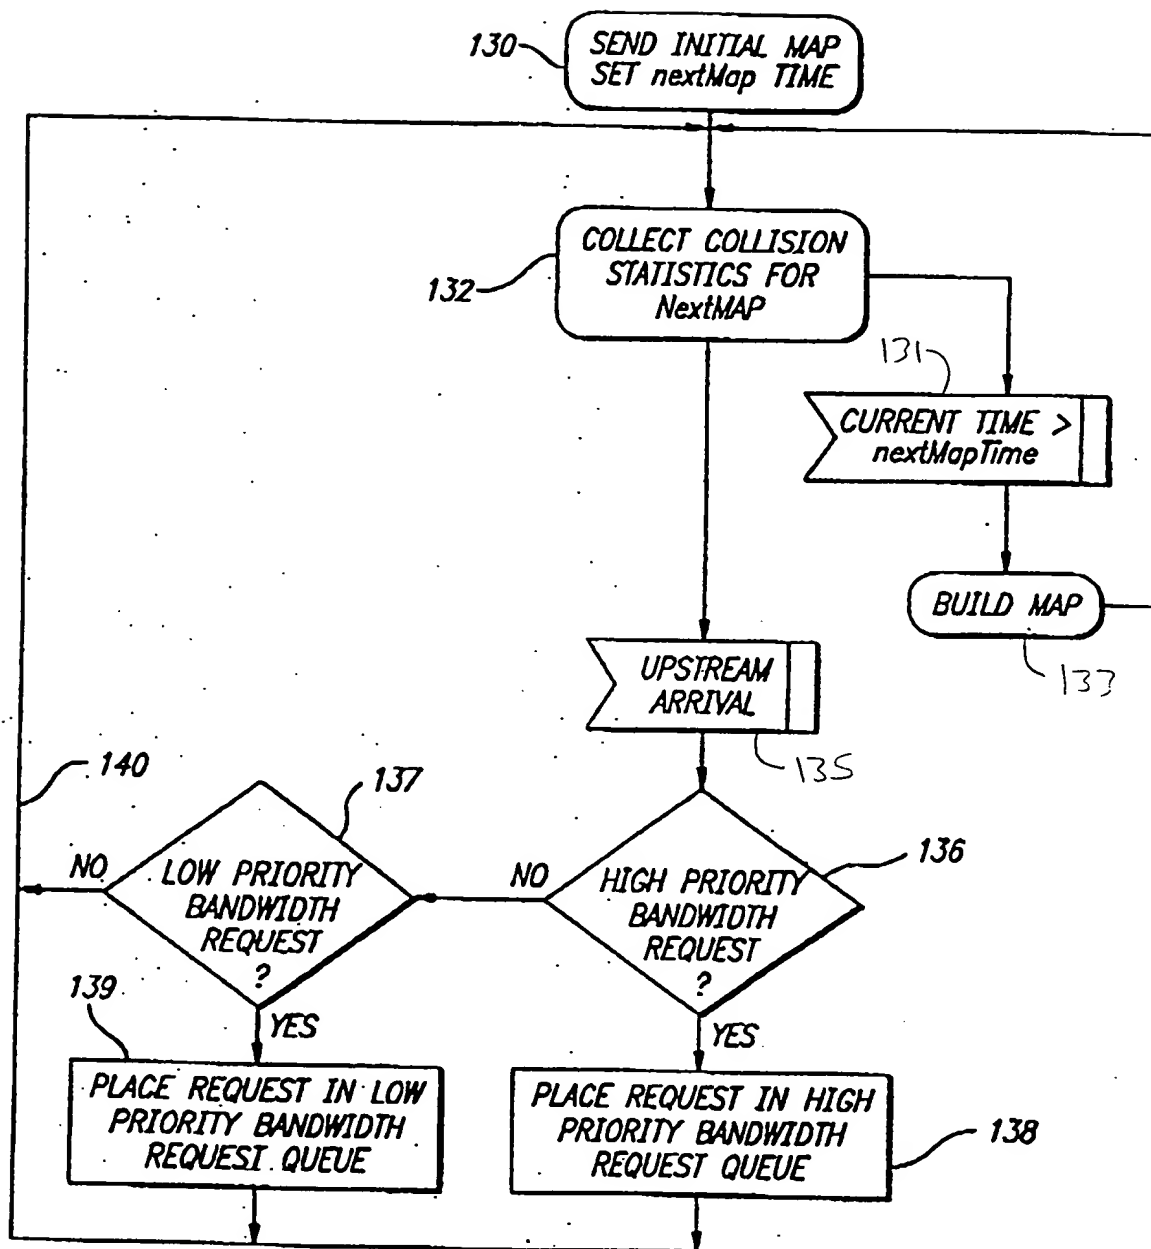 130
SEND INITIAL MAP
SET nextMap TIME
COLLECT COLLISION
STATISTICS FOR
NextMAP
132
131
CURRENT TIME >
nextMapTime
BUILD MAP
133
UPSTREAM
ARRIVAL
135
140
137
136
NO
LOW PRIORITY
BANDWIDTH
REQUEST
?
NO
HIGH PRIORITY
BANDWIDTH
REQUEST
?
139
YES
YES
PLACE REQUEST IN LOW
PRIORITY BANDWIDTH
REQUEST QUEUE
PLACE REQUEST IN HIGH
PRIORITY BANDWIDTH
REQUEST QUEUE
138